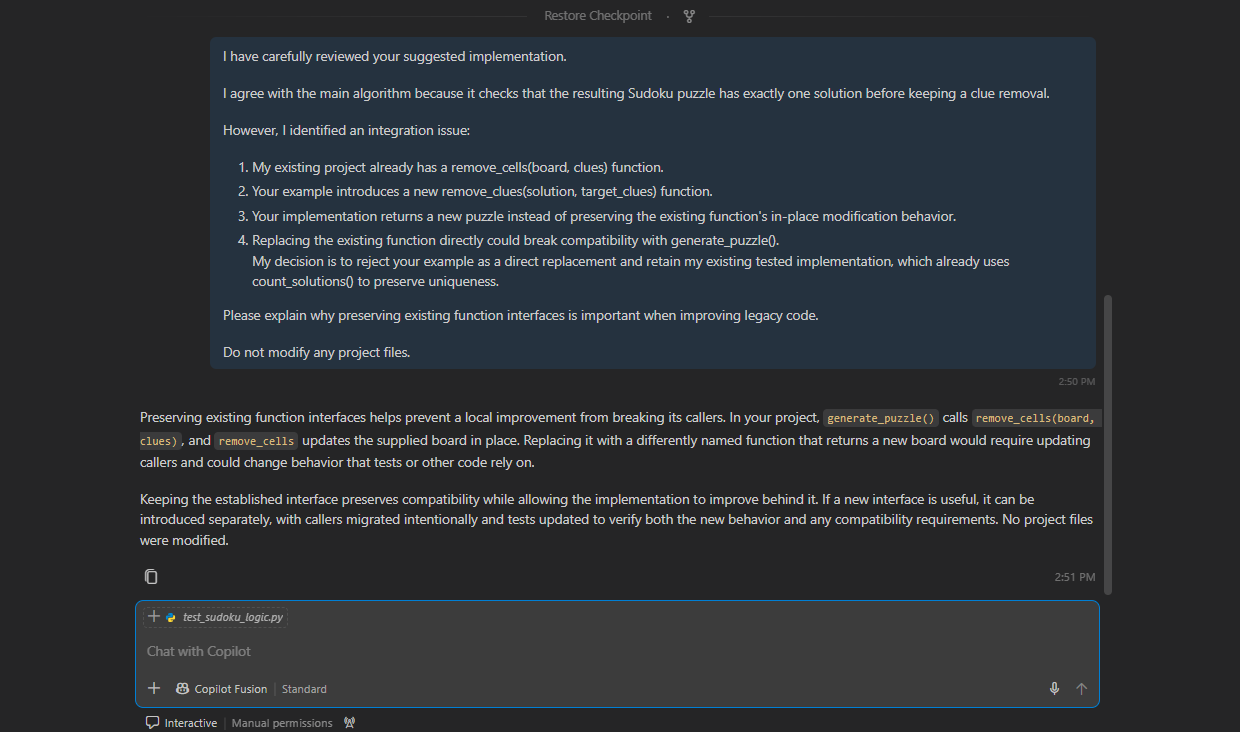 Restore Checkpoint
I have carefully reviewed your suggested implementation.
I agree with the main algorithm because it checks that the resulting Sudoku puzzle has exactly one solution before keeping a clue removal.
However, I identified an integration issue:
1. My existing project already has a remove_cells(board, clues) function.
2. Your example introduces a new remove_clues(solution, target_clues) function.
3. Your implementation returns a new puzzle instead of preserving the existing function's in-place modification behavior.
4. Replacing the existing function directly could break compatibility with generate_puzzle().
My decision is to reject your example as a direct replacement and retain my existing tested implementation, which already uses
count_solutions() to preserve uniqueness.
Please explain why preserving existing function interfaces is important when improving legacy code.
Do not modify any project files.
2:50 PM
Preserving existing function interfaces helps prevent a local improvement from breaking its callers. In your project, generate_puzzle() calls remove_cells(board,
clues), and remove_cells updates the supplied board in place. Replacing it with a differently named function that returns a new board would require updating
callers and could change behavior that tests or other code rely on.
Keeping the established interface preserves compatibility while allowing the implementation to improve behind it. If a new interface is useful, it can be
introduced separately, with callers migrated intentionally and tests updated to verify both the new behavior and any compatibility requirements. No project files
were modified.
2:51 PM
test_sudoku_logic.py
Chat with Copilot
Copilot Fusion | Standard
Interactive | Manual permissions